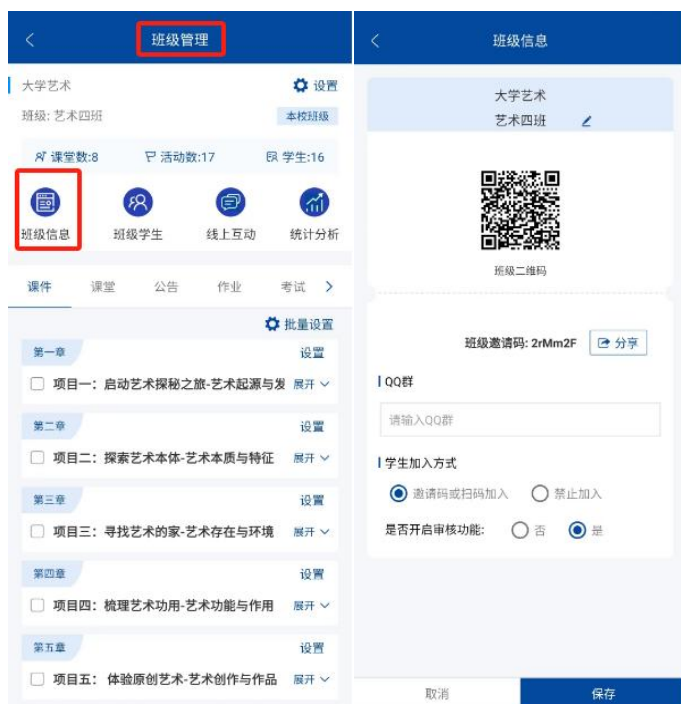 班级管理
大学艺术
设置
班级: 艺术四班
本校班级
课堂数:8
活动数:17
学生:16
班级信息
班级学生
线上互动
统计分析
课件
课堂
公告
作业
考试
批量设置
第一章
设置
项目一：启动艺术探秘之旅-艺术起源与发
展开
第二章
设置
项目二：探索艺术本体-艺术本质与特征
展开
第三章
设置
项目三：寻找艺术的家-艺术存在与环境
展开
第四章
设置
项目四：梳理艺术功用-艺术功能与作用
展开
第五章
设置
项目五： 体验原创艺术-艺术创作与作品
展开
班级信息
大学艺术
艺术四班
班级二维码
班级邀请码: 2rMm2F
分享
QQ群
请输入QQ群
学生加入方式
邀请码或扫码加入
禁止加入
是否开启审核功能:
否
是
取消
保存